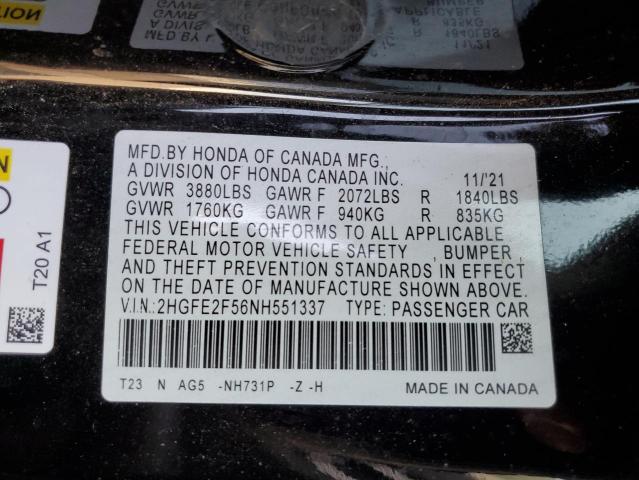 MFD.BY HONDA OF CANADA MFG.,
A DIVISION OF HONDA CANADA INC. 11/'21
GVWR 3880LBS GAWR F 2072LBS R 1840LBS
GVWR 1760KG GAWR F 940KG R 835KG
THIS VEHICLE CONFORMS TO ALL APPLICABLE
FEDERAL MOTOR VEHICLE SAFETY , BUMPER ,
AND THEFT PREVENTION STANDARDS IN EFFECT
ON THE DATE OF MANUFACTURE SHOWN ABOVE.
V.I.N.:2HGFE2F56NH551337 TYPE: PASSENGER CAR
T23 N AG5 -NH731P -Z -H
MADE IN CANADA
T20 A1